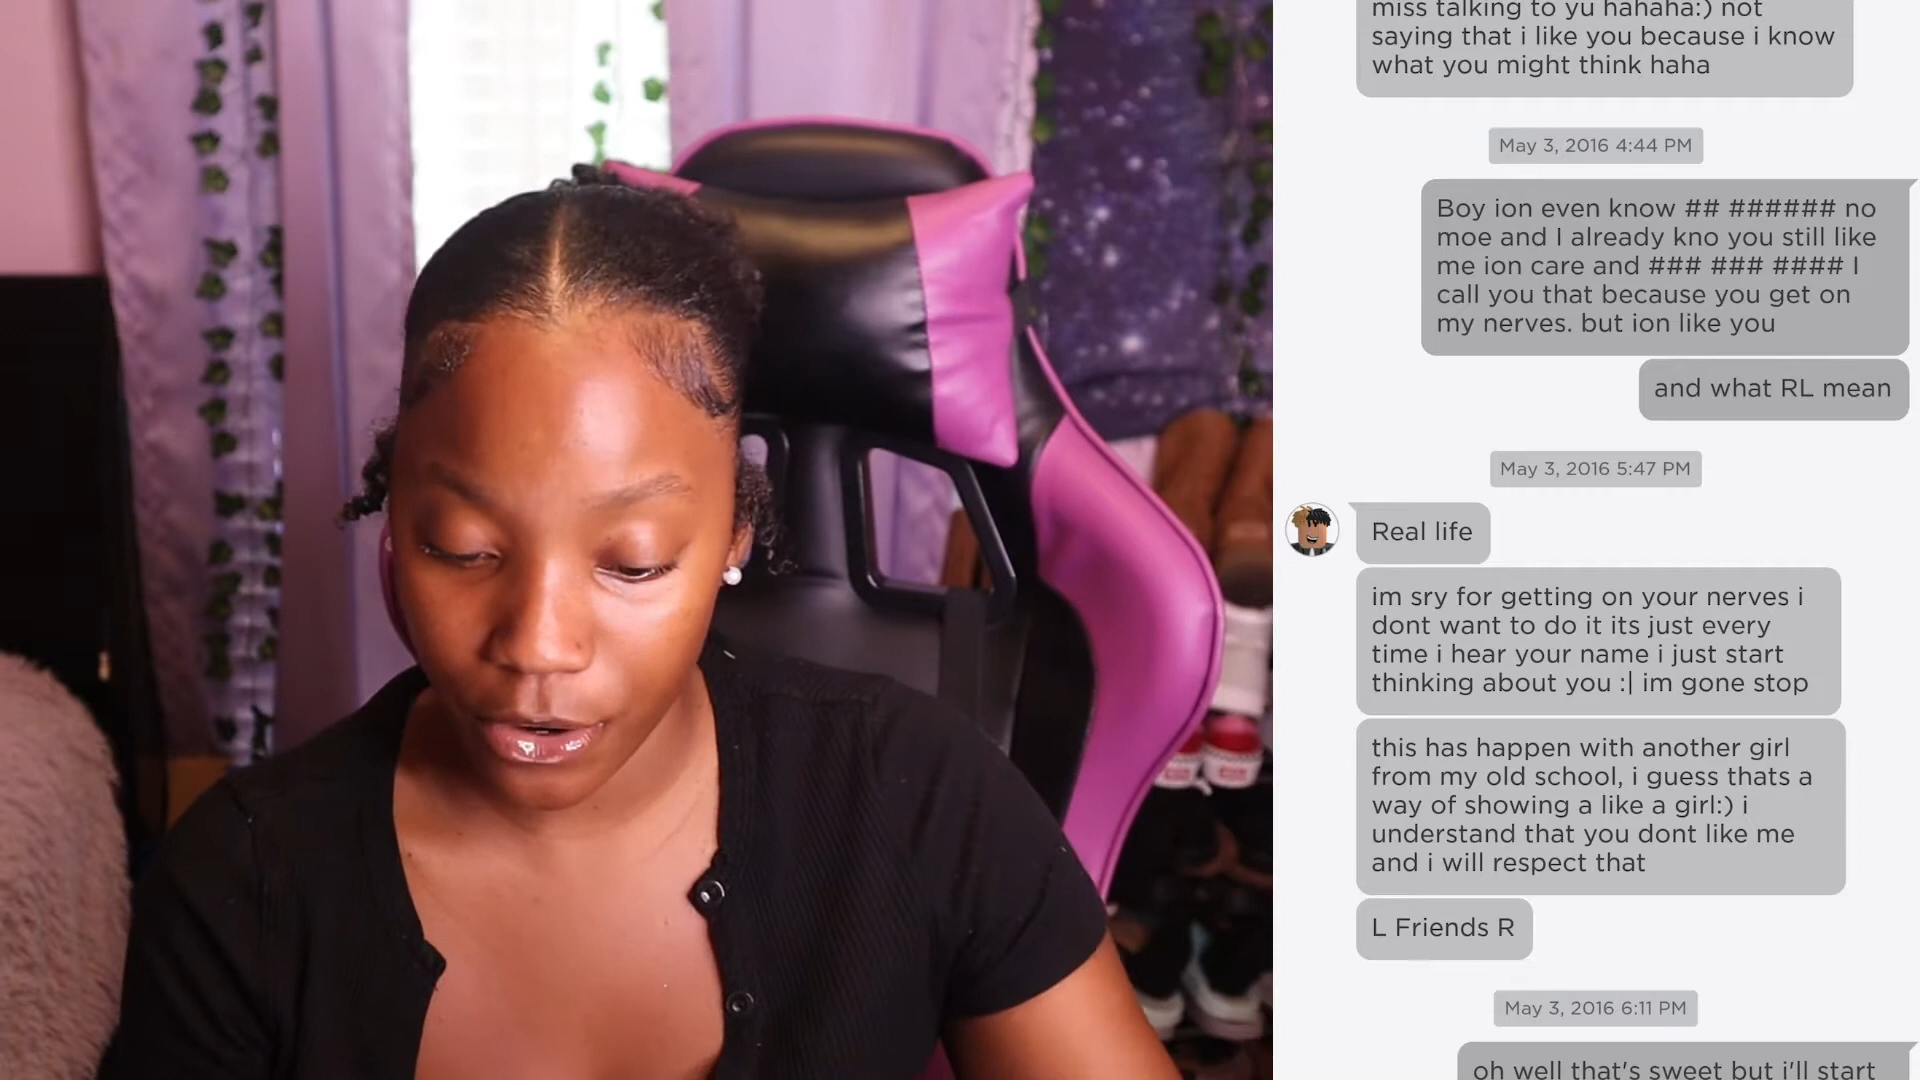 miss talking to yu hahaha:) not
saying that i like you because i know
what you might think haha
May 3, 2016 4:44 PM
Boy ion even know ## ###### no
moe and I already kno you still like
me ion care and ### ### #### I
call you that because you get on
my nerves. but ion like you
and what RL mean
May 3, 2016 5:47 PM
Real life
im sry for getting on your nerves i
dont want to do it its just every
time i hear your name i just start
thinking about you :| im gone stop
this has happen with another girl
from my old school, i guess thats a
way of showing a like a girl:) i
understand that you dont like me
and i will respect that
L Friends R
May 3, 2016 6:11 PM
oh well that's sweet but i'll start